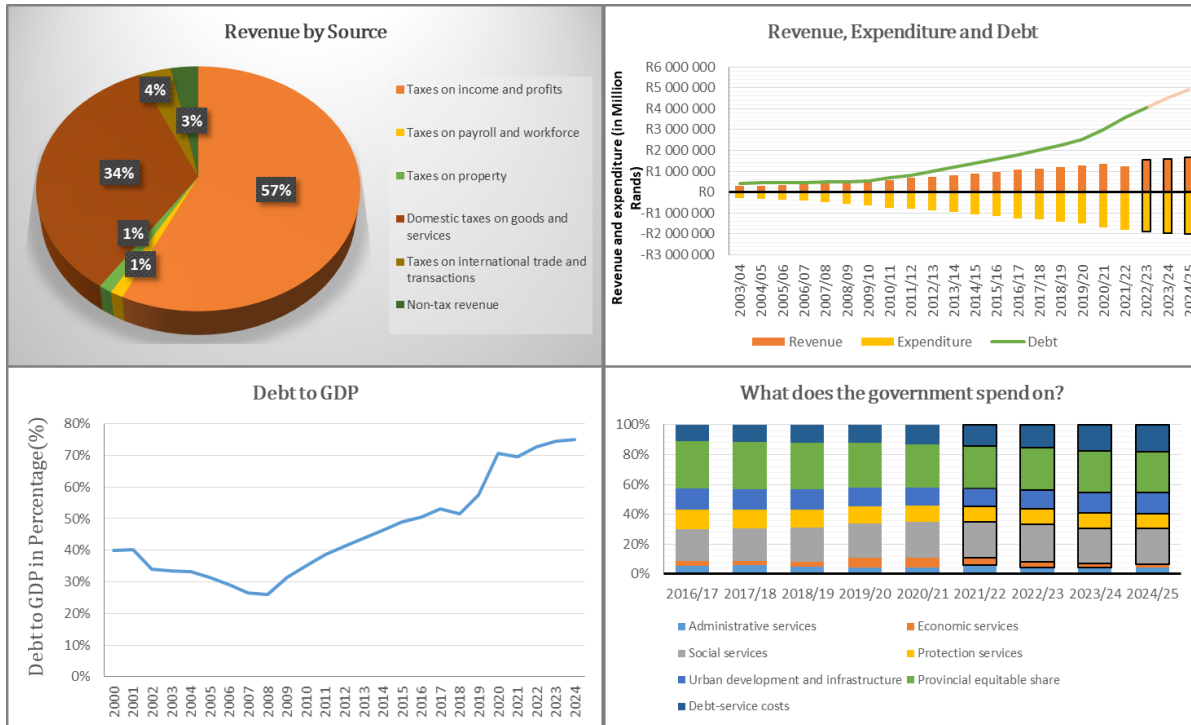 Revenue by Source
4%
3%
34%
57%
1%
1%
Taxes on income and profits
Taxes on payroll and workforce
Taxes on property
Domestic taxes on goods and
services
Taxes on international trade and
transactions
Non-tax revenue
Revenue, Expenditure and Debt
Revenue and expenditure (in Million
Rands)
R6 000 000
R5 000 000
R4 000 000
R3 000 000
R2 000 000
R1 000 000
R0
-R1 000 000
-R2 000 000
-R3 000 000
2003/04
2004/05
2005/06
2006/07
2007/08
2008/09
2009/10
2010/11
2011/12
2012/13
2013/14
2014/15
2015/16
2016/17
2017/18
2018/19
2019/20
2020/21
2021/22
2022/23
2023/24
2024/25
Revenue
Expenditure
Debt
Debt to GDP
Debt to GDP in Percentage(%)
80%
70%
60%
50%
40%
30%
20%
10%
0%
2000
2001
2002
2003
2004
2005
2006
2007
2008
2009
2010
2011
2012
2013
2014
2015
2016
2017
2018
2019
2020
2021
2022
2023
2024
What does the government spend on?
100%
80%
60%
40%
20%
0%
2016/17
2017/18
2018/19
2019/20
2020/21
2021/22
2022/23
2023/24
2024/25
Administrative services
Economic services
Social services
Protection services
Urban development and infrastructure
Provincial equitable share
Debt-service costs